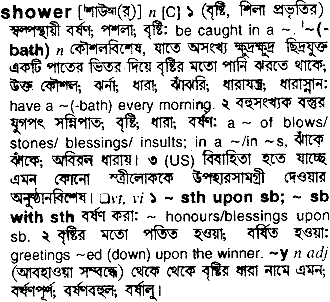 shower [শাউআ(র্)] n [C] ১ (বৃষ্টি, শিলা প্রভৃতির)
স্বল্পস্থায়ী বর্ষণ; পশলা; বৃষ্টি: be caught in a ~. ~(-
bath) n কৌশলবিশেষ, যাতে অসংখ্য ক্ষুদ্রক্ষুদ্র ছিদ্রযুক্ত
একটি পাতের ভিতর দিয়ে বৃষ্টির মতো পানি ঝরতে থাকে;
উক্ত কৌশল; ঝর্না; ধারা; ঝাঁঝরি; ধারাযন্ত্র; ধারাস্নান:
have a ~(-bath) every morning. ২ বহুসংখ্যক বস্তুর
যুগপৎ সন্নিপাত; বৃষ্টি; ধারা; বর্ষণ: a ~ of blows/
stones/ blessings/ insults; in a ~/in ~s, ঝাঁকে
ঝাঁকে; অবিরল ধারায়। ৩ (US) বিবাহিতা হতে যাচ্ছে
এমন কোনো স্ত্রীলোককে উপহারসামগ্রী দেওয়ার
অনুষ্ঠানবিশেষ। □vt, vi ১ ~ sth upon sb; ~ sb
with sth বর্ষণ করা: ~ honours/blessings upon
sb. ২ বৃষ্টির মতো পতিত হওয়া; বর্ষিত হওয়া:
greetings ~ed (down) upon the winner. ~y n adj
(আবহাওয়া সম্বন্ধে) থেকে থেকে বৃষ্টির ধারা নামে এমন;
বর্ষণপূর্ণ; বর্ষণবহুল; বর্ষালু।